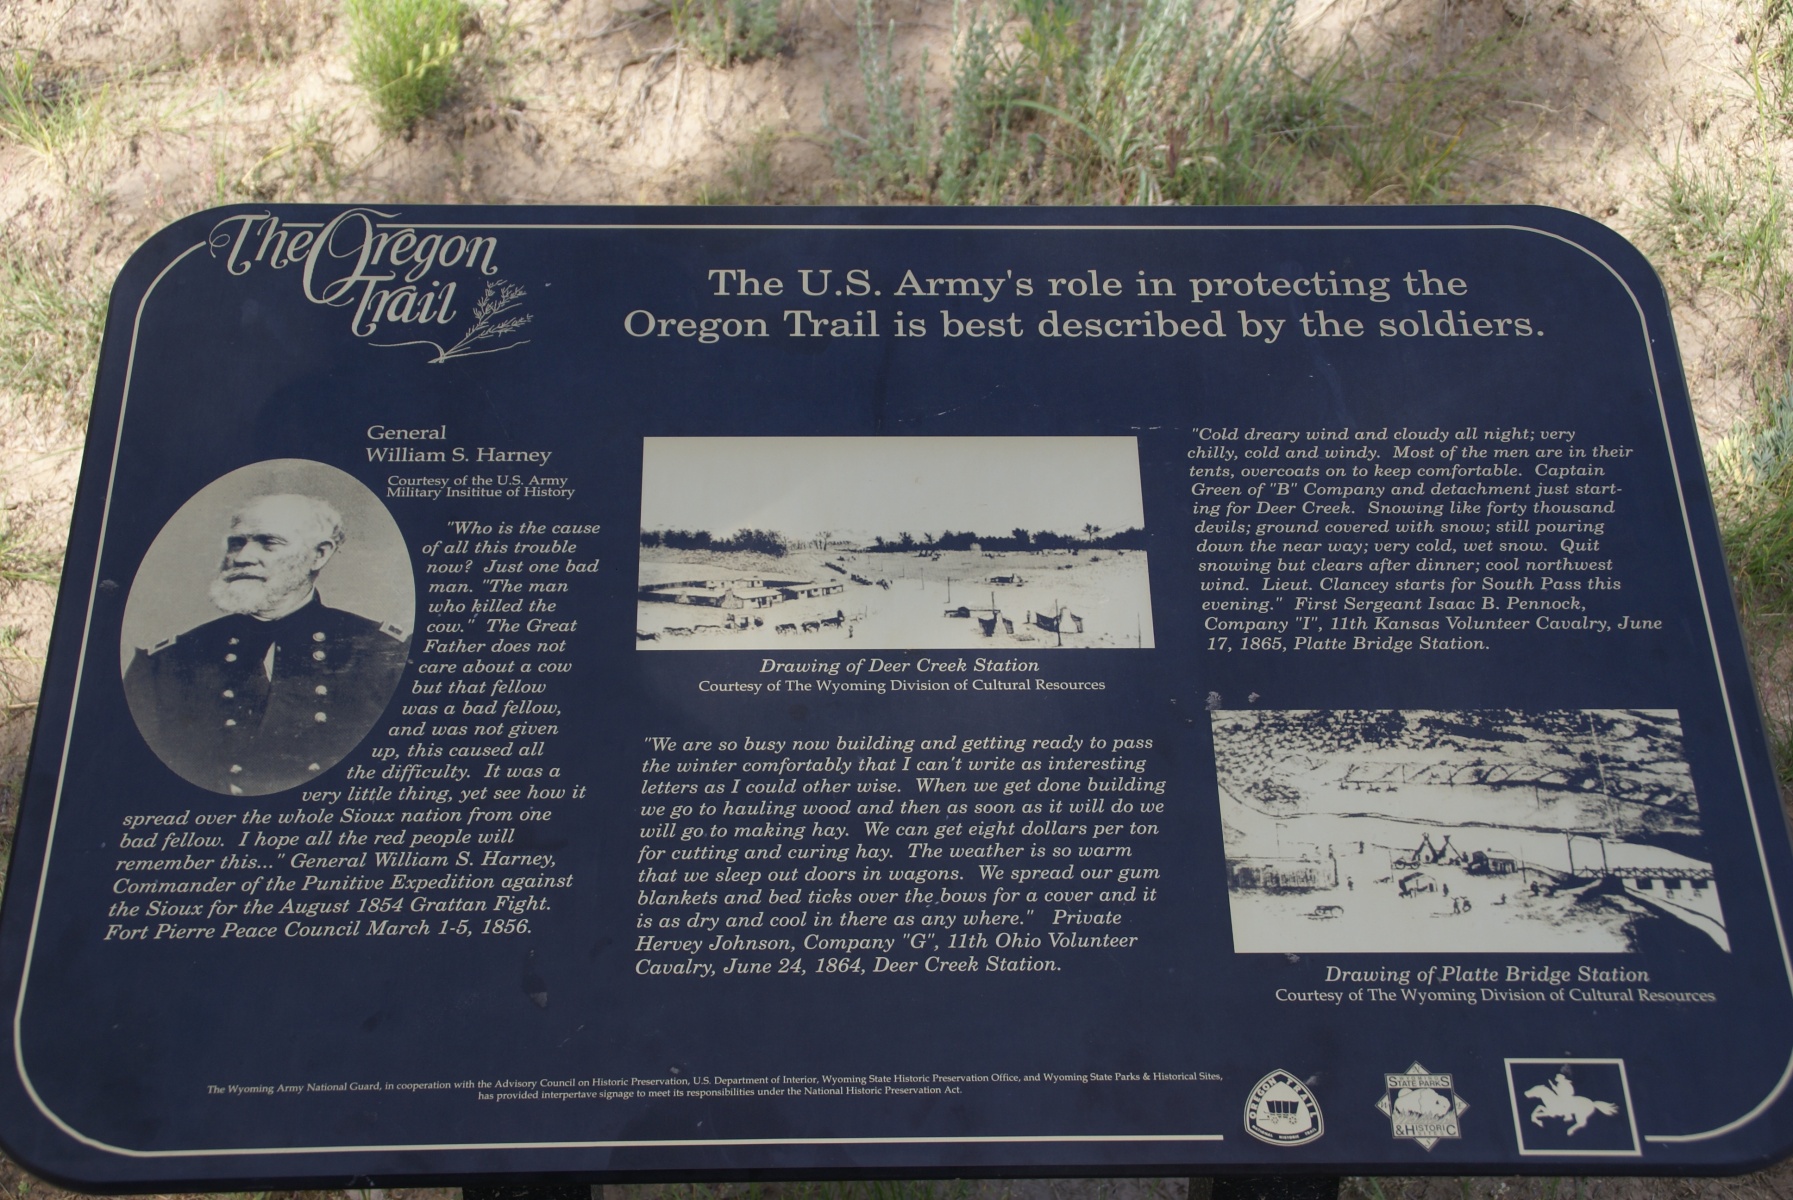 The Oregon
Trail
The U.S. Army's role in protecting the
Oregon Trail is best described by the soldiers.
General
William S. Harney
Courtesy of the U.S. Army
Military Insititue of History
"Who is the cause
of all this trouble
now? Just one bad
man. "The man
who killed the
cow." The Great
Father does not
care about a cow
but that fellow
was a bad fellow,
and was not given
up, this caused all
the difficulty. It was a
very little thing, yet see how it
spread over the whole Sioux nation from one
bad fellow. I hope all the red people will
remember this..." General William S. Harney,
Commander of the Punitive Expedition against
the Sioux for the August 1854 Grattan Fight.
Fort Pierre Peace Council March 1-5, 1856.
Drawing of Deer Creek Station
Courtesy of The Wyoming Division of Cultural Resources
"We are so busy now building and getting ready to pass
the winter comfortably that I can't write as interesting
letters as I could other wise. When we get done building
we go to hauling wood and then as soon as it will do we
will go to making hay. We can get eight dollars per ton
for cutting and curing hay. The weather is so warm
that we sleep out doors in wagons. We spread our gum
blankets and bed ticks over the bows for a cover and it
is as dry and cool in there as any where." Private
Hervey Johnson, Company "G", 11th Ohio Volunteer
Cavalry, June 24, 1864, Deer Creek Station.
"Cold dreary wind and cloudy all night; very
chilly, cold and windy. Most of the men are in their
tents, overcoats on to keep comfortable. Captain
Green of "B" Company and detachment just start-
ing for Deer Creek. Snowing like forty thousand
devils; ground covered with snow; still pouring
down the near way; very cold, wet snow. Quit
snowing but clears after dinner; cool northwest
wind. Lieut. Clancey starts for South Pass this
evening." First Sergeant Isaac B. Pennock,
Company "I", 11th Kansas Volunteer Cavalry, June
17, 1865, Platte Bridge Station.
Drawing of Platte Bridge Station
Courtesy of The Wyoming Division of Cultural Resources
The Wyoming Army National Guard, in cooperation with the Advisory Council on Historic Preservation, U.S. Department of Interior, Wyoming State Historic Preservation Office, and Wyoming State Parks & Historical Sites,
has provided interpertave signage to meet its responsibilities under the National Historic Preservation Act.
OREGON TRAIL
STATE PARKS
& HISTORIC